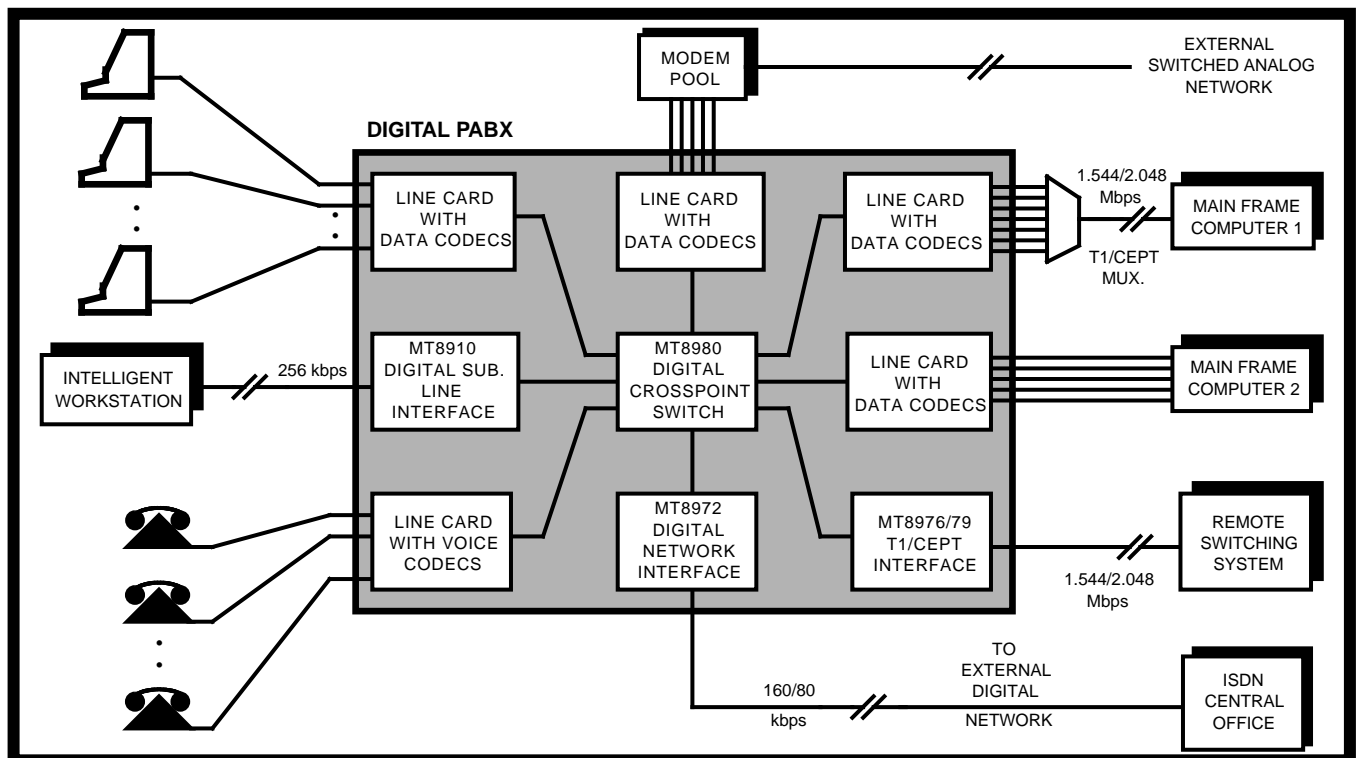 MODEM
POOL
EXTERNAL
SWITCHED ANALOG
NETWORK
DIGITAL PABX
LINE CARD
WITH
DATA CODECS
LINE CARD
WITH
DATA CODECS
LINE CARD
WITH
DATA CODECS
1.544/2.048
Mbps
T1/CEPT
MUX.
MAIN FRAME
COMPUTER 1
INTELLIGENT
WORKSTATION
256 kbps
MT8910
DIGITAL SUB.
LINE
INTERFACE
MT8980
DIGITAL
CROSSPOINT
SWITCH
LINE CARD
WITH
DATA CODECS
MAIN FRAME
COMPUTER 2
LINE CARD
WITH VOICE
CODECS
MT8972
DIGITAL
NETWORK
INTERFACE
MT8976/79
T1/CEPT
INTERFACE
1.544/2.048
Mbps
REMOTE
SWITCHING
SYSTEM
160/80
kbps
TO
EXTERNAL
DIGITAL
NETWORK
ISDN
CENTRAL
OFFICE